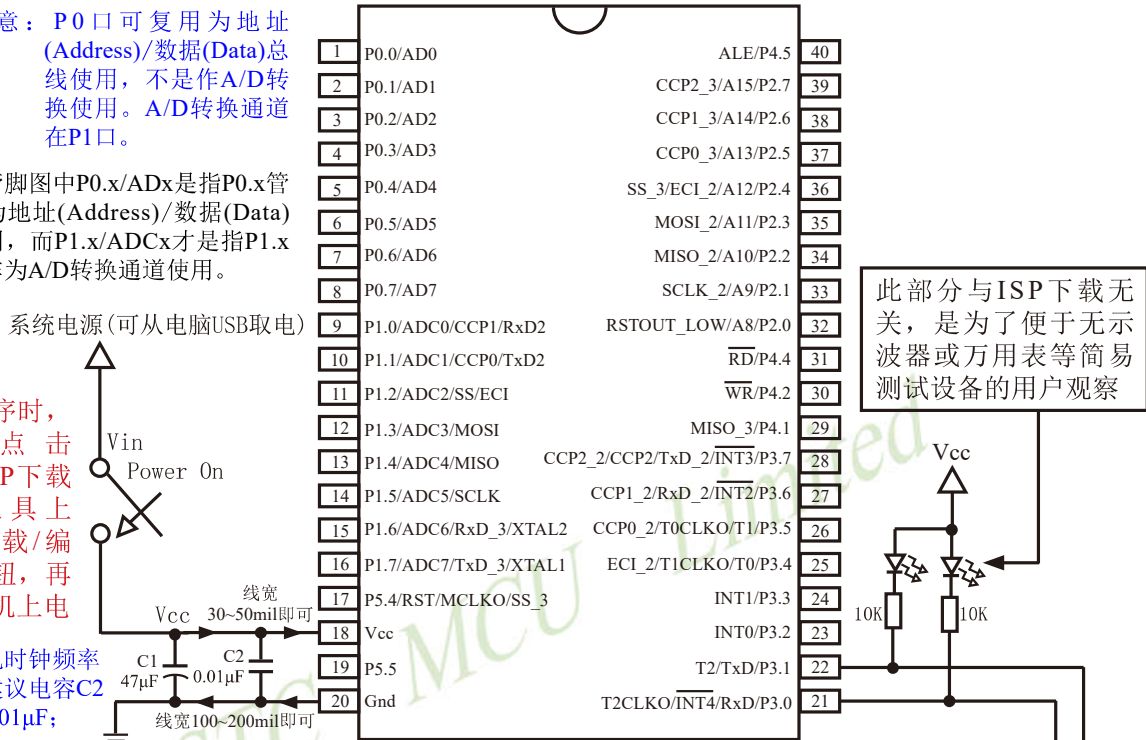 意：P0口可复用为地址
(Address)/数据(Data)总
线使用，不是作A/D转
换使用。A/D转换通道
在P1口。
脚图中P0.x/ADx是指P0.x管
地址(Address)/数据(Data)
，而P1.x/ADCx才是指P1.x
为A/D转换通道使用。
系统电源(可从电脑USB取电)
序时，
点 击
P下载
具 上
载/编
钮，再
机上电
Vin
Power On
Vcc
线宽
30~50mil即可
C1
47μF
C2
0.01μF
线宽100~200mil即可
时钟频率
议电容C2
01μF；
1 P0.0/AD0
2 P0.1/AD1
3 P0.2/AD2
4 P0.3/AD3
5 P0.4/AD4
6 P0.5/AD5
7 P0.6/AD6
8 P0.7/AD7
9 P1.0/ADC0/CCP1/RxD2
10 P1.1/ADC1/CCP0/TxD2
11 P1.2/ADC2/SS/ECI
12 P1.3/ADC3/MOSI
13 P1.4/ADC4/MISO
14 P1.5/ADC5/SCLK
15 P1.6/ADC6/RxD_3/XTAL2
16 P1.7/ADC7/TxD_3/XTAL1
17 P5.4/RST/MCLKO/SS_3
18 Vcc
19 P5.5
20 Gnd
ALE/P4.5 40
CCP2_3/A15/P2.7 39
CCP1_3/A14/P2.6 38
CCP0_3/A13/P2.5 37
SS_3/ECI_2/A12/P2.4 36
MOSI_2/A11/P2.3 35
MISO_2/A10/P2.2 34
SCLK_2/A9/P2.1 33
RSTOUT_LOW/A8/P2.0 32
RD/P4.4 31
WR/P4.2 30
MISO_3/P4.1 29
CCP2_2/CCP2/TxD_2/INT3/P3.7 28
CCP1_2/RxD_2/INT2/P3.6 27
CCP0_2/T0CLKO/T1/P3.5 26
ECI_2/T1CLKO/T0/P3.4 25
INT1/P3.3 24
INT0/P3.2 23
T2/TxD/P3.1 22
T2CLKO/INT4/RxD/P3.0 21
此部分与ISP下载无
关，是为了便于无示
波器或万用表等简易
测试设备的用户观察
Vcc
10K
10K
STC MCU Limited